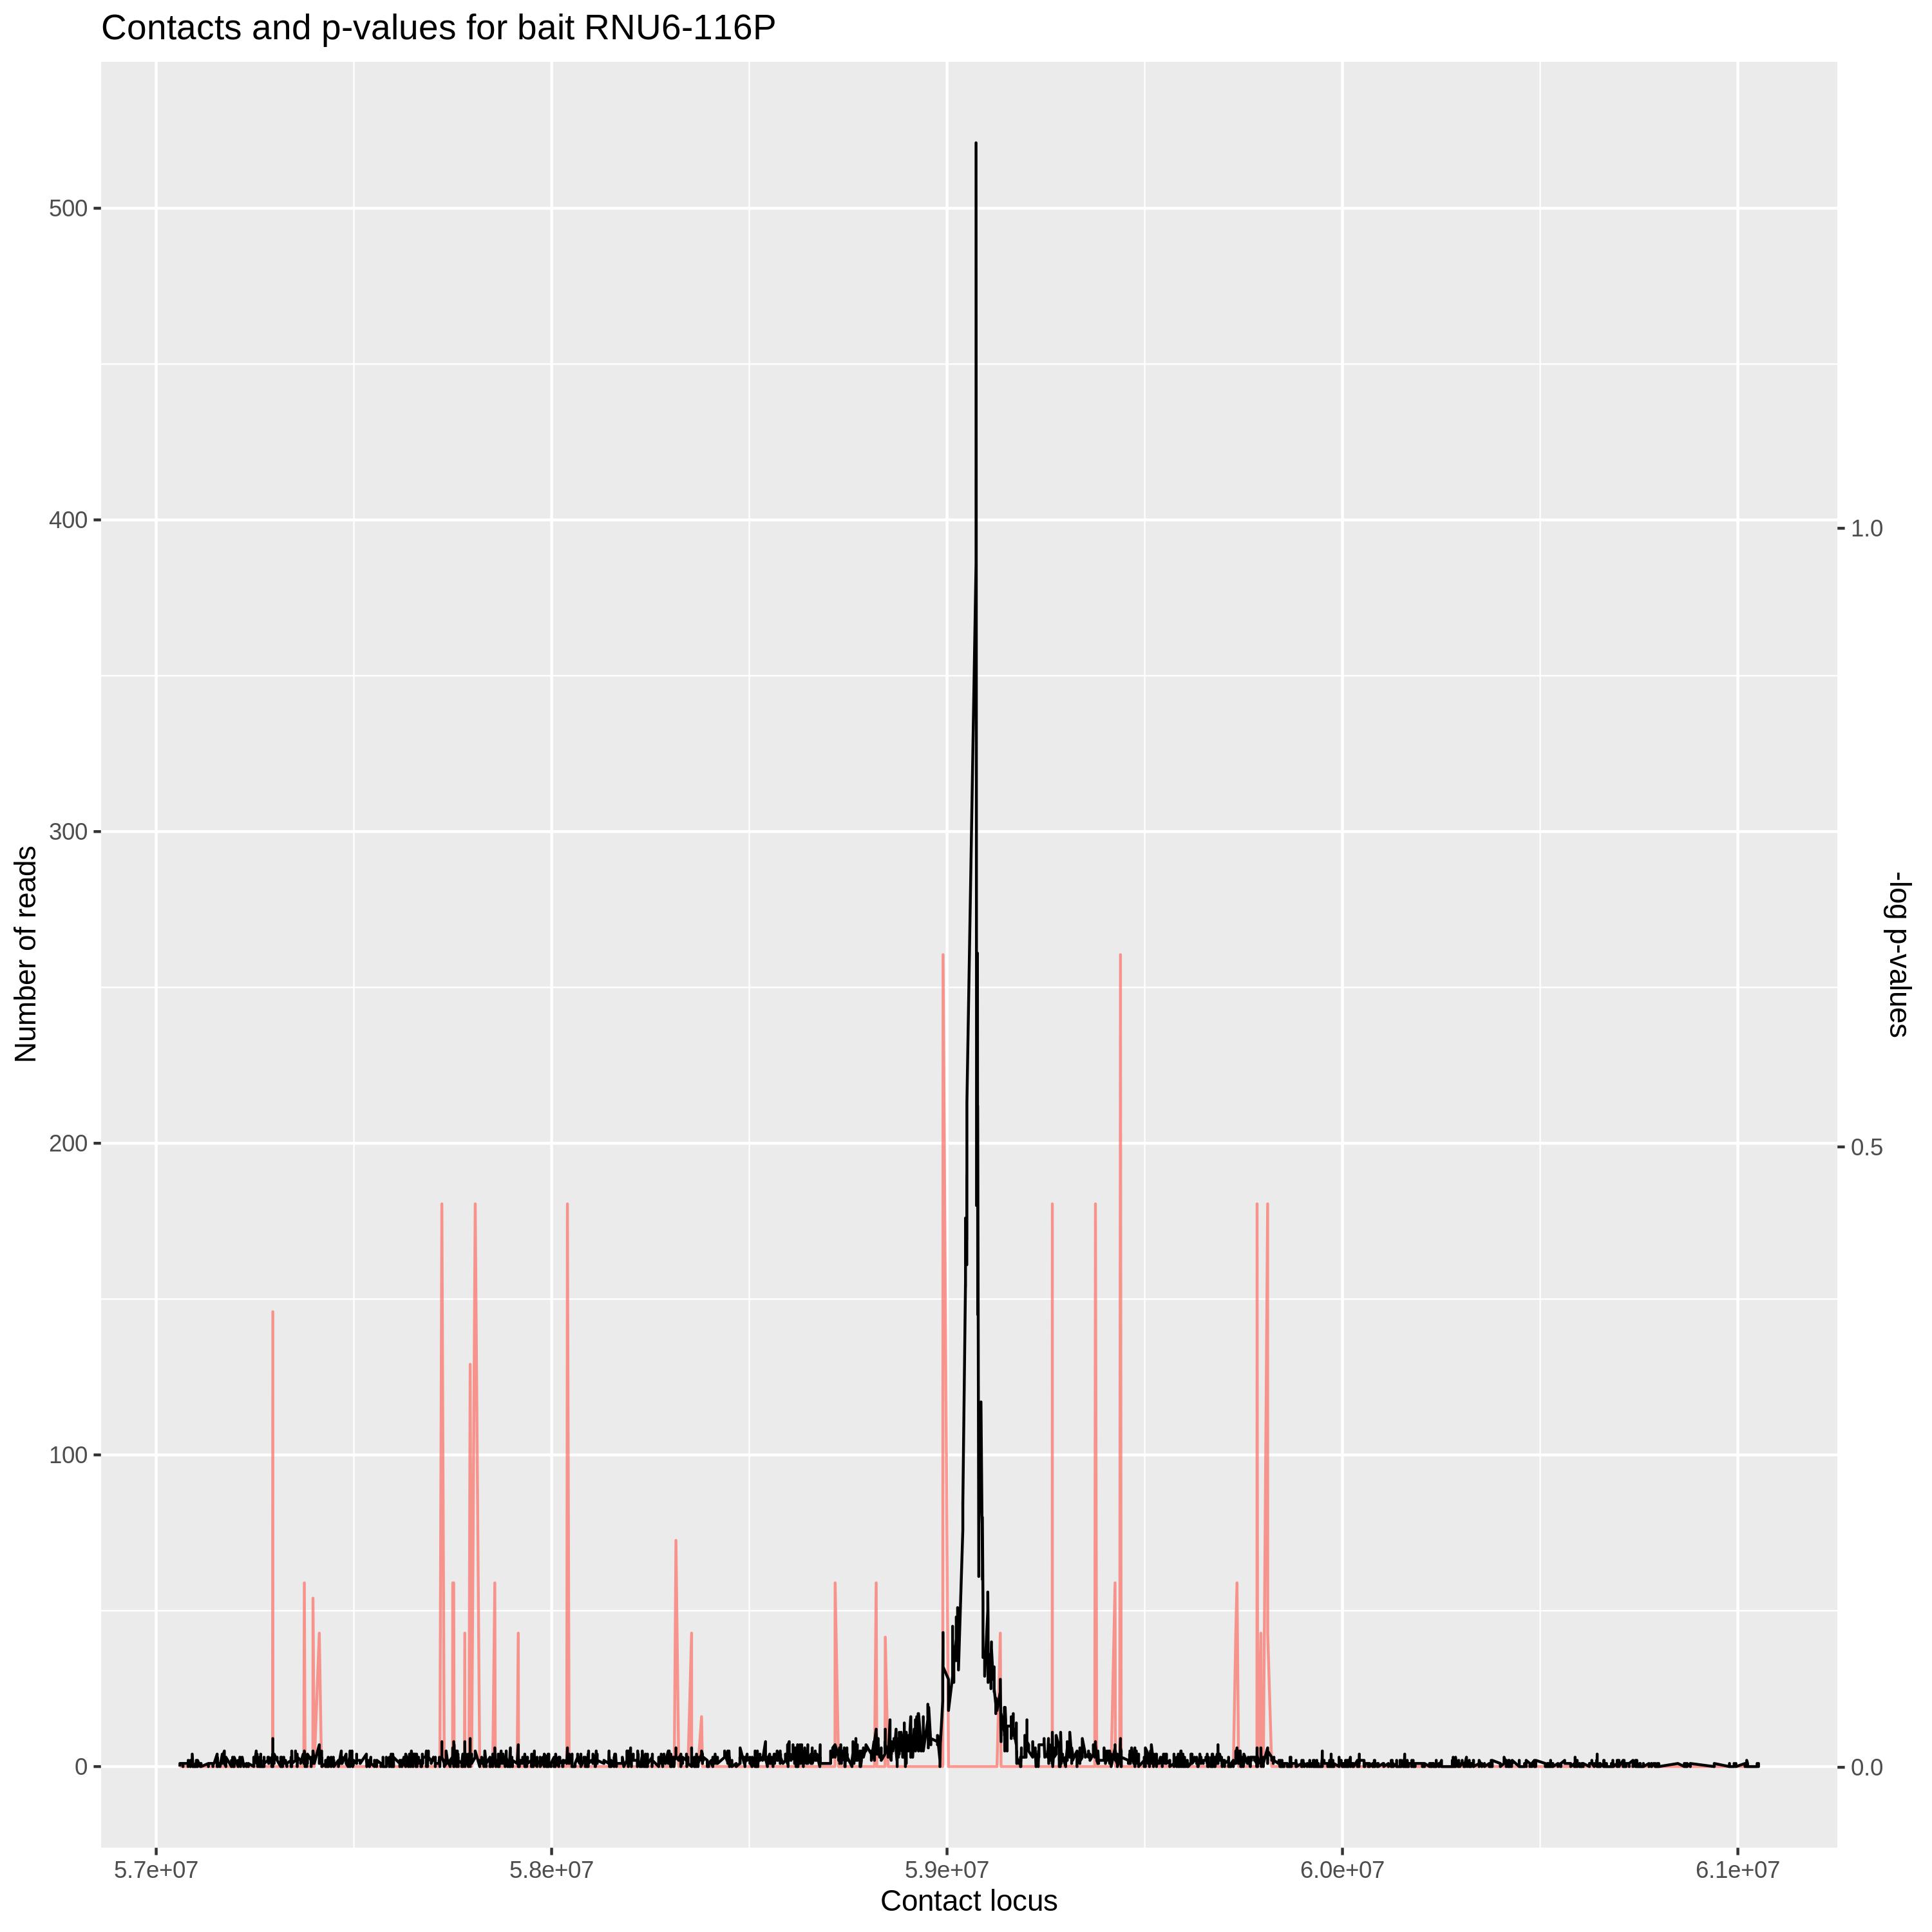 Contacts and p-values for bait RNU6-116P
500
400
300
200
100
0
Number of reads
1.0
0.5
0.0
-log p-values
5.7e+07
5.8e+07
5.9e+07
6.0e+07
6.1e+07
Contact locus